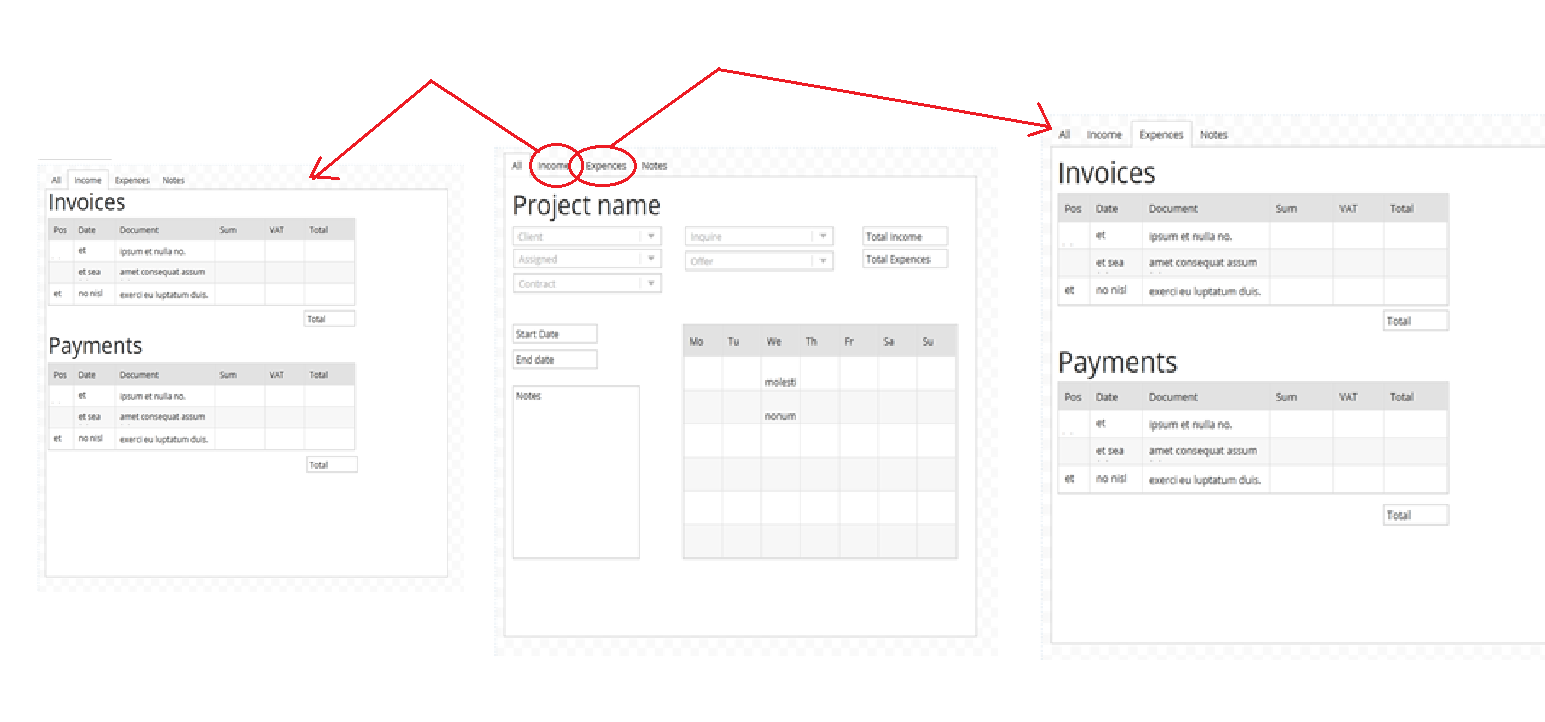 All Income Expences Notes
Invoices
Pos Date Document Sum VAT Total
et ipsum et nulla no.
et sea amet consequat assum
et no nisl exerci eu luptatum duis.
Total
Payments
Pos Date Document Sum VAT Total
et ipsum et nulla no.
et sea amet consequat assum
et no nisl exerci eu luptatum duis.
Total
All Income Expences Notes
Project name
Client Inquire Total Income
Assigned Offer Total Expences
Contract
Start Date
End date
Notes
Mo Tu We Th Fr Sa Su
molesti
nonum
All Income Expences Notes
Invoices
Pos Date Document Sum VAT Total
et ipsum et nulla no.
et sea amet consequat assum
et no nisl exerci eu luptatum duis.
Total
Payments
Pos Date Document Sum VAT Total
et ipsum et nulla no.
et sea amet consequat assum
et no nisl exerci eu luptatum duis.
Total